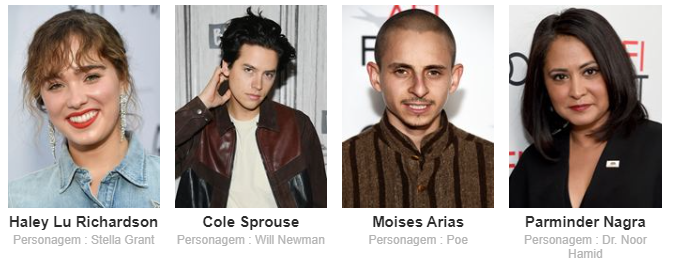 Haley Lu Richardson
Personagem : Stella Grant
Cole Sprouse
Personagem : Will Newman
Moises Arias
Personagem : Poe
Parminder Nagra
Personagem : Dr. Noor
Hamid